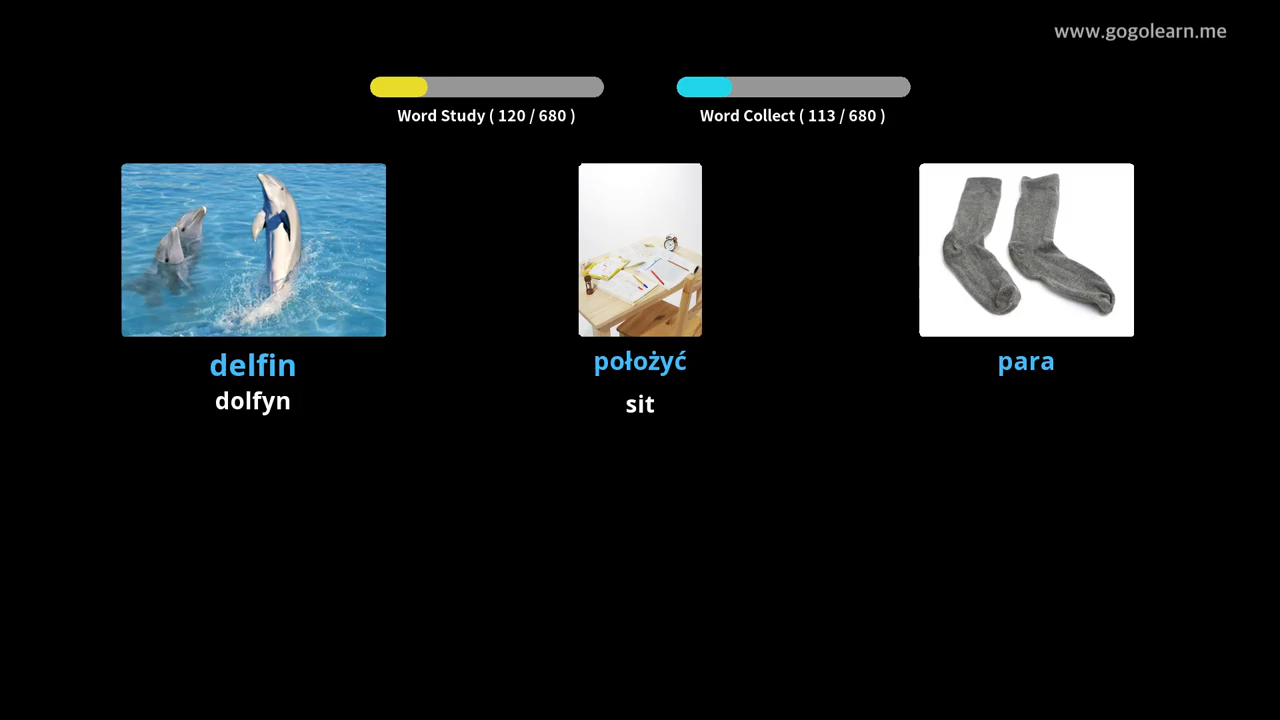 www.gogolearn.me
Word Study ( 120 / 680 )
Word Collect ( 113 / 680 )
delfin
dolfyn
położyć
sit
para